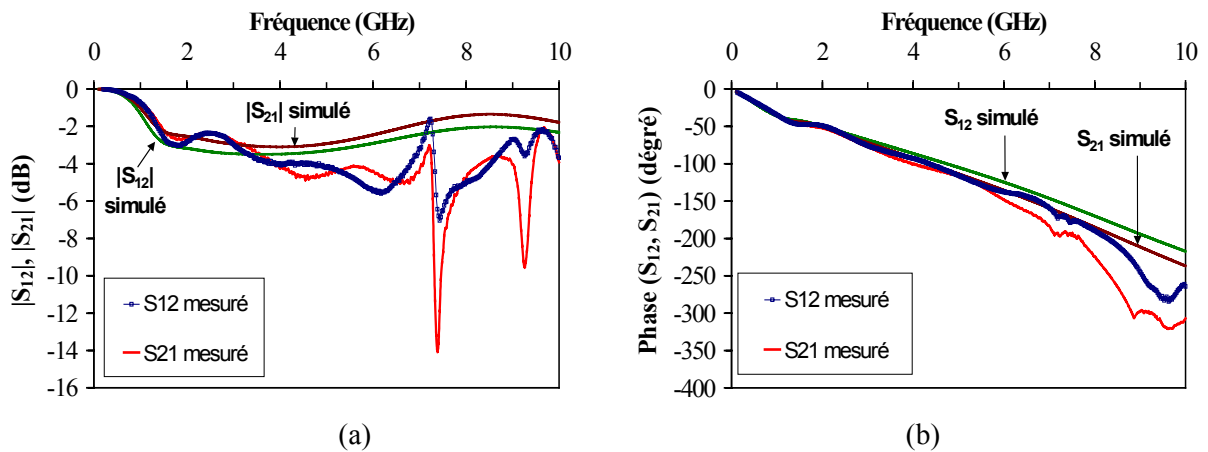 Fréquence (GHz)
0 2 4 6 8 10
0
-2
-4
-6
-8
-10
-12
-14
-16
|S12|, |S21| (dB)
|S21| simulé
|S12|
simulé
S12 mesuré
S21 mesuré
(a)
Fréquence (GHz)
0 2 4 6 8 10
0
-50
-100
-150
-200
-250
-300
-350
-400
Phase (S12, S21) (dégré)
S12 simulé
S21 simulé
S12 mesuré
S21 mesuré
(b)